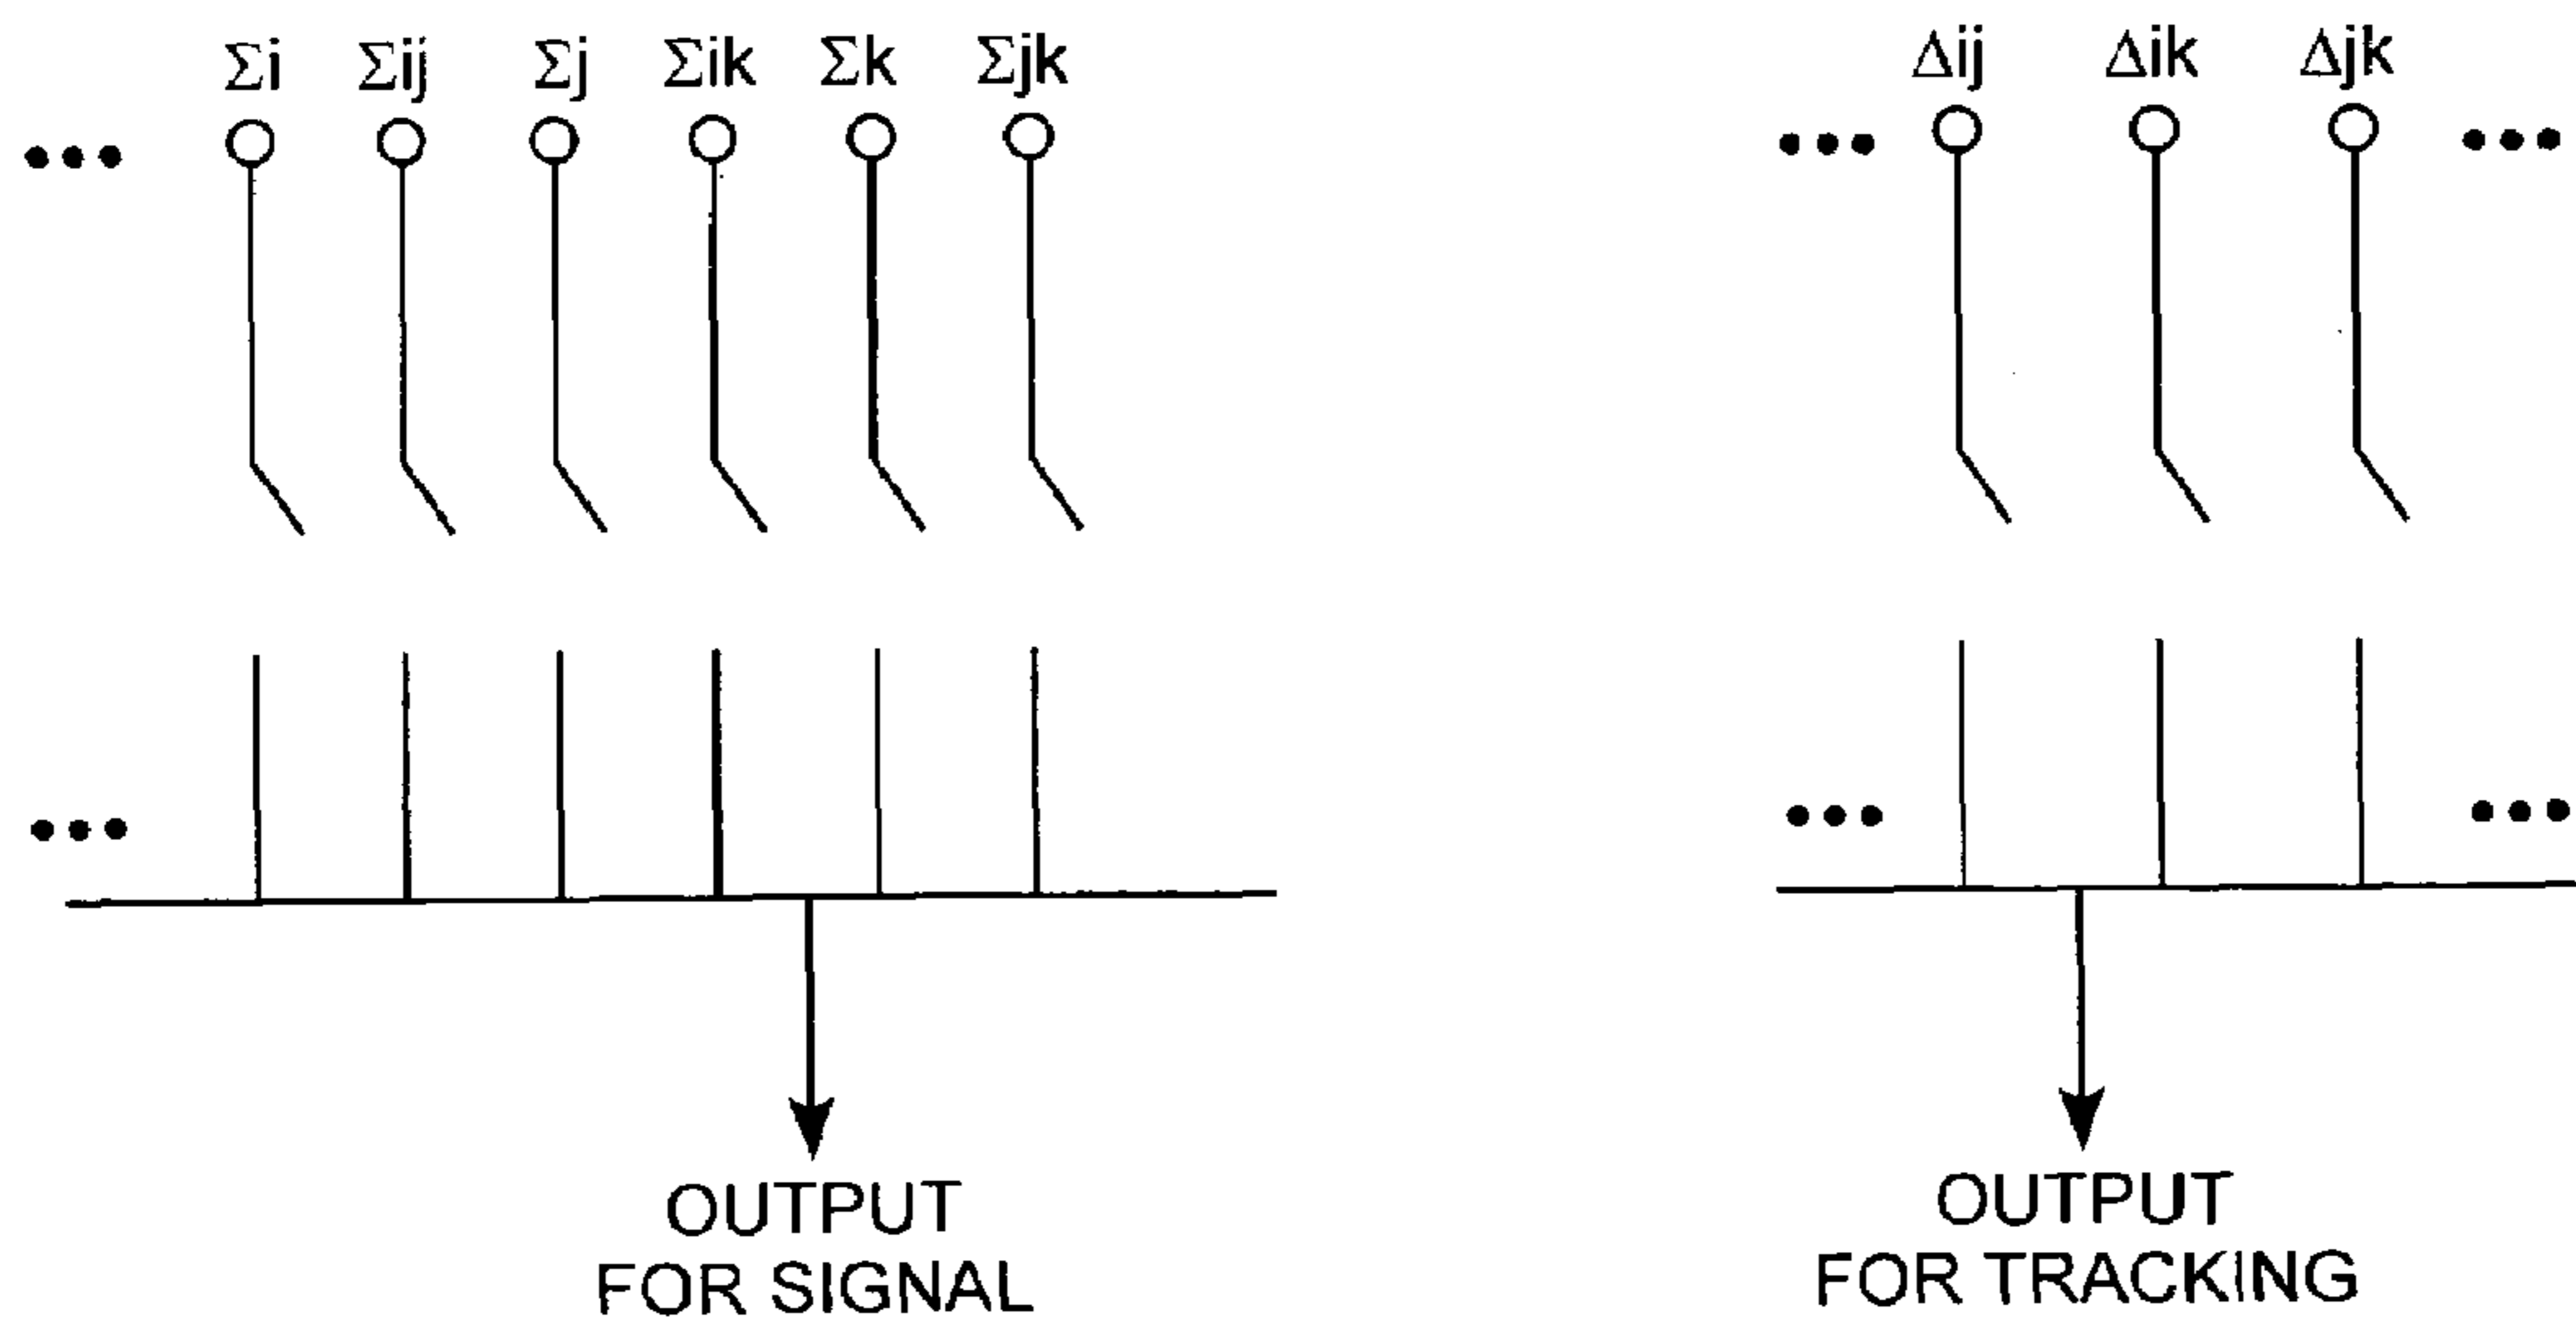 Σi Σij Σj Σik Σk Σjk Δij Δik Δjk
OUTPUT
FOR SIGNAL
OUTPUT
FOR TRACKING